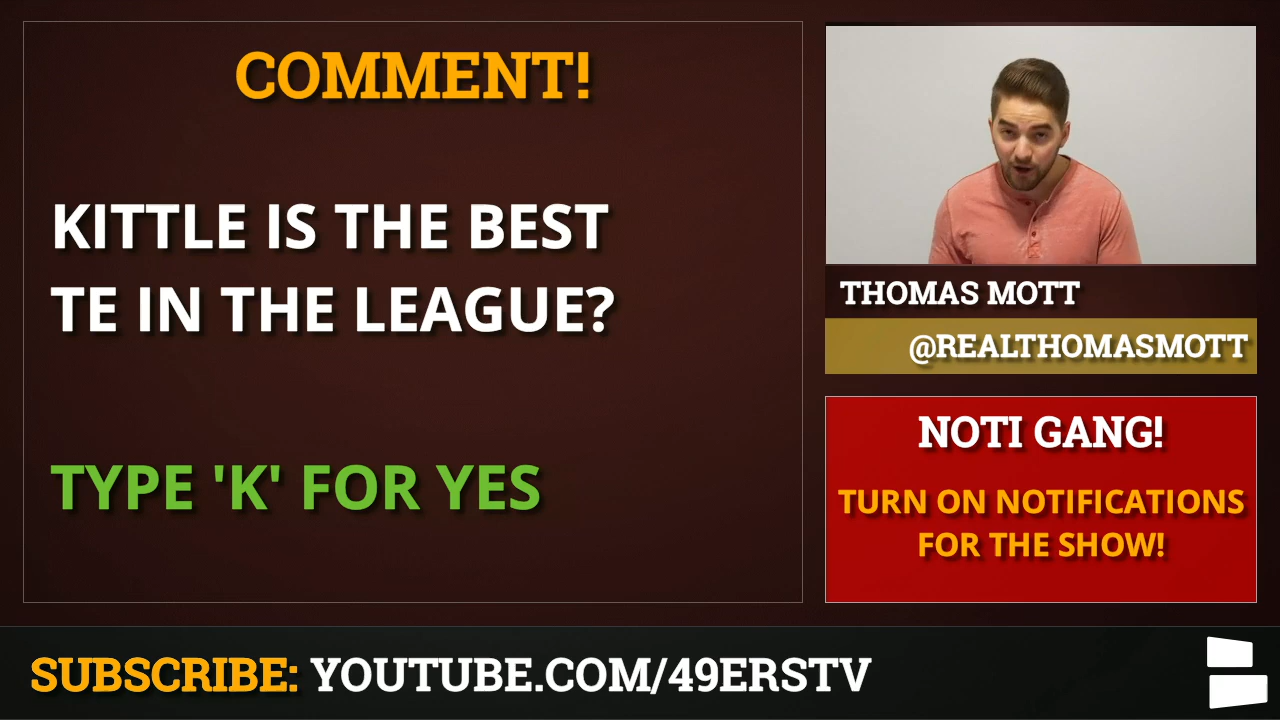 COMMENT!
KITTLE IS THE BEST
TE IN THE LEAGUE?
TYPE 'K' FOR YES
THOMAS MOTT
@REALTHOMASMOTT
NOTI GANG!
TURN ON NOTIFICATIONS
FOR THE SHOW!
SUBSCRIBE: YOUTUBE.COM/49ERSTV